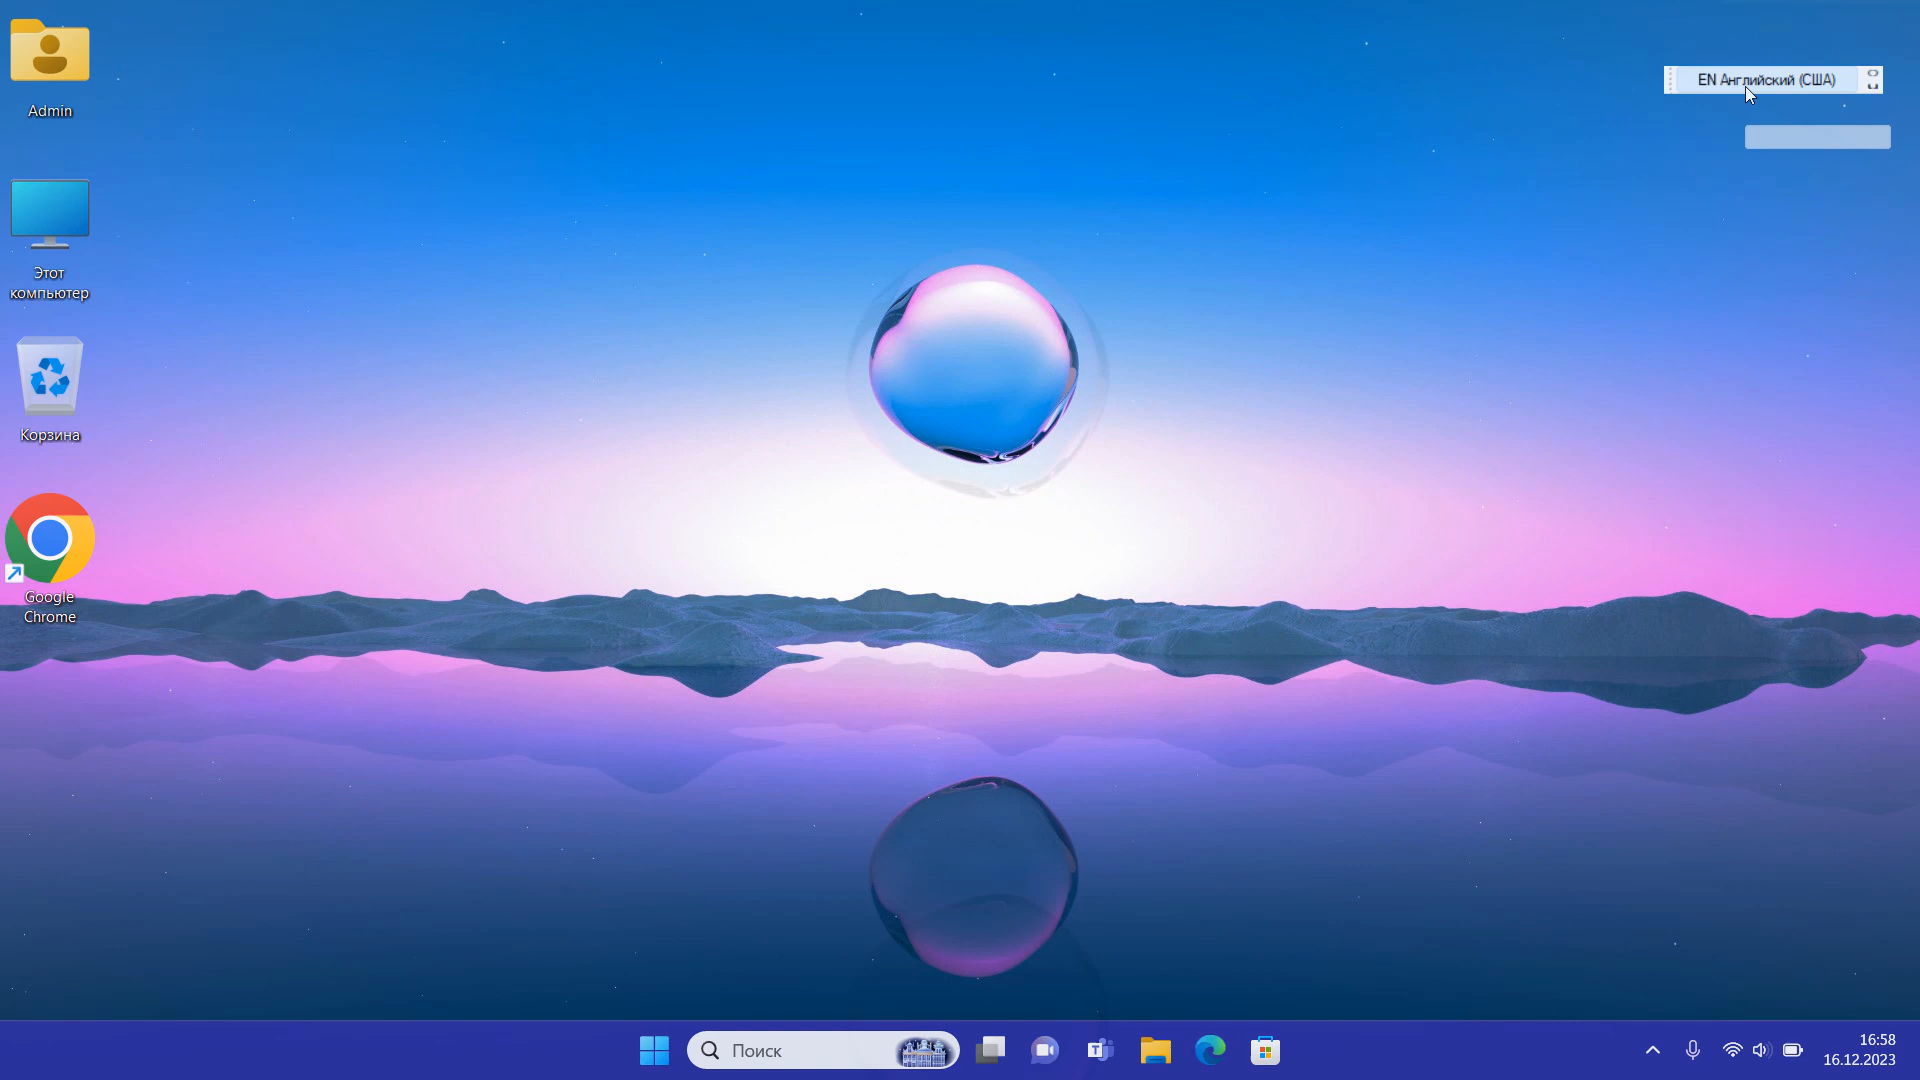 Admin
EN Английский (США)
Этот
компьютер
Корзина
Google
Chrome
Поиск
16:58
16.12.2023